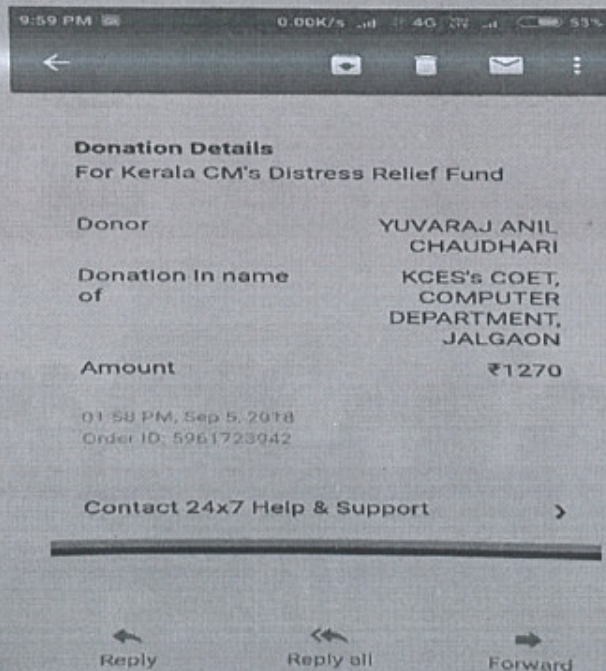 9:59 PM
0.00K/s 4G 53%
Donation Details
For Kerala CM's Distress Relief Fund
Donor YUVARAJ ANIL
CHAUDHARI
Donation In name KCES's COET,
of COMPUTER
DEPARTMENT,
JALGAON
Amount ₹1270
01:58 PM, Sep 5, 2018
Order ID: 5961723942
Contact 24x7 Help & Support
Reply Reply all Forward